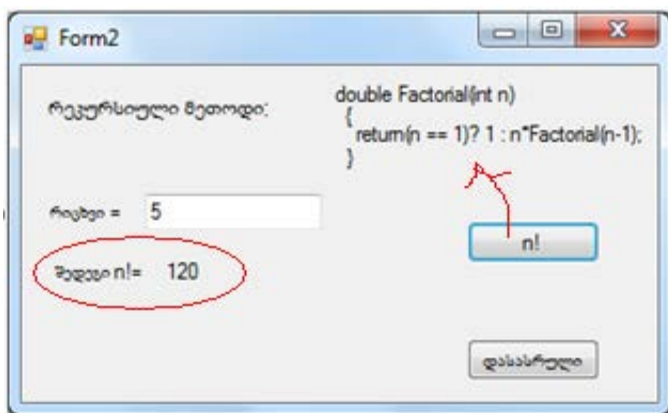 Form2
რეკურსიული მეთოდი:
double Factorial(int n)
{
return(n == 1)? 1 : n*Factorial(n-1);
}
რიცხვი = 5
n!
შედეგი n!= 120
დასასრული